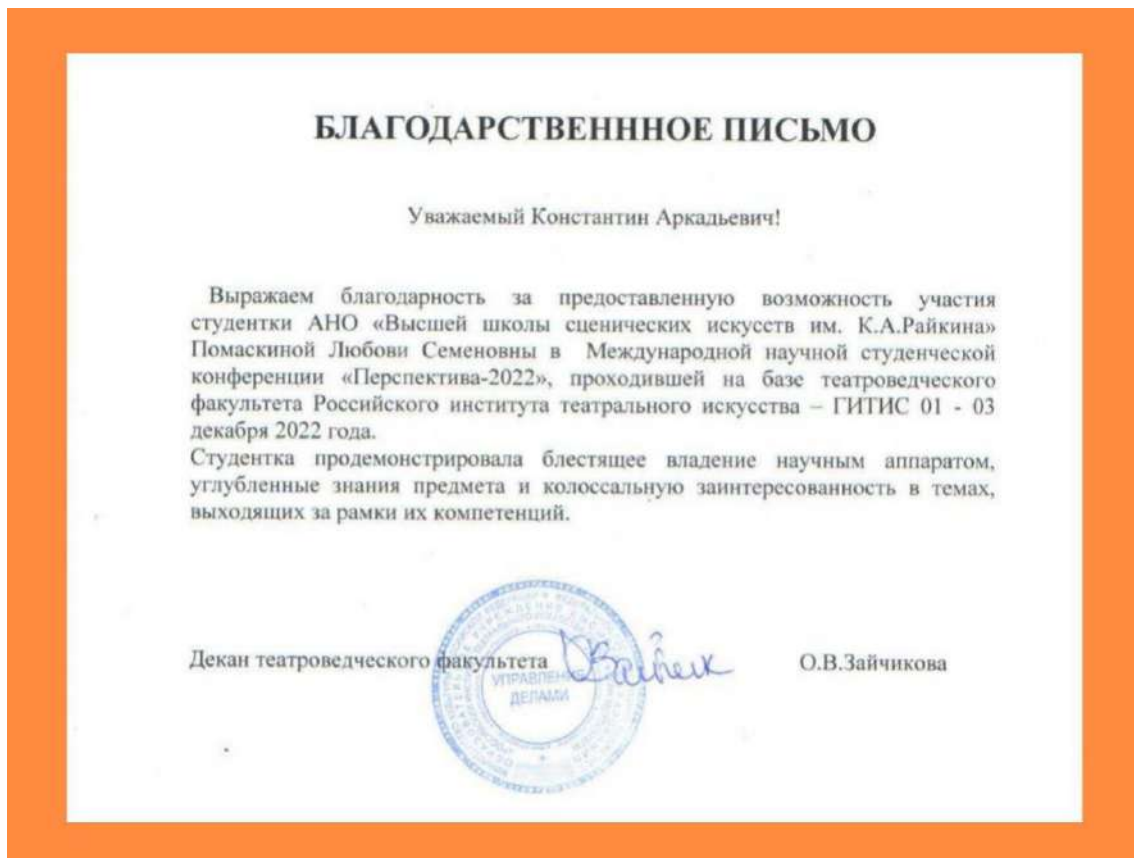 БЛАГОДАРСТВЕНННОЕ ПИСЬМО
Уважаемый Константин Аркадьевич!
Выражаем благодарность за предоставленную возможность участия
студентки АНО «Высшей школы сценических искусств им. К.А.Райкина»
Помаскиной Любови Семеновны в Международной научной студенческой
конференции «Перспектива-2022», проходившей на базе театроведческого
факультета Российского института театрального искусства – ГИТИС 01 - 03
декабря 2022 года.
Студентка продемонстрировала блестящее владение научным аппаратом,
углубленные знания предмета и колоссальную заинтересованность в темах,
выходящих за рамки их компетенций.
Декан театроведческого факультета О.В.Зайчикова
УПРАВЛЕНИЕ
ДЕЛАМИ